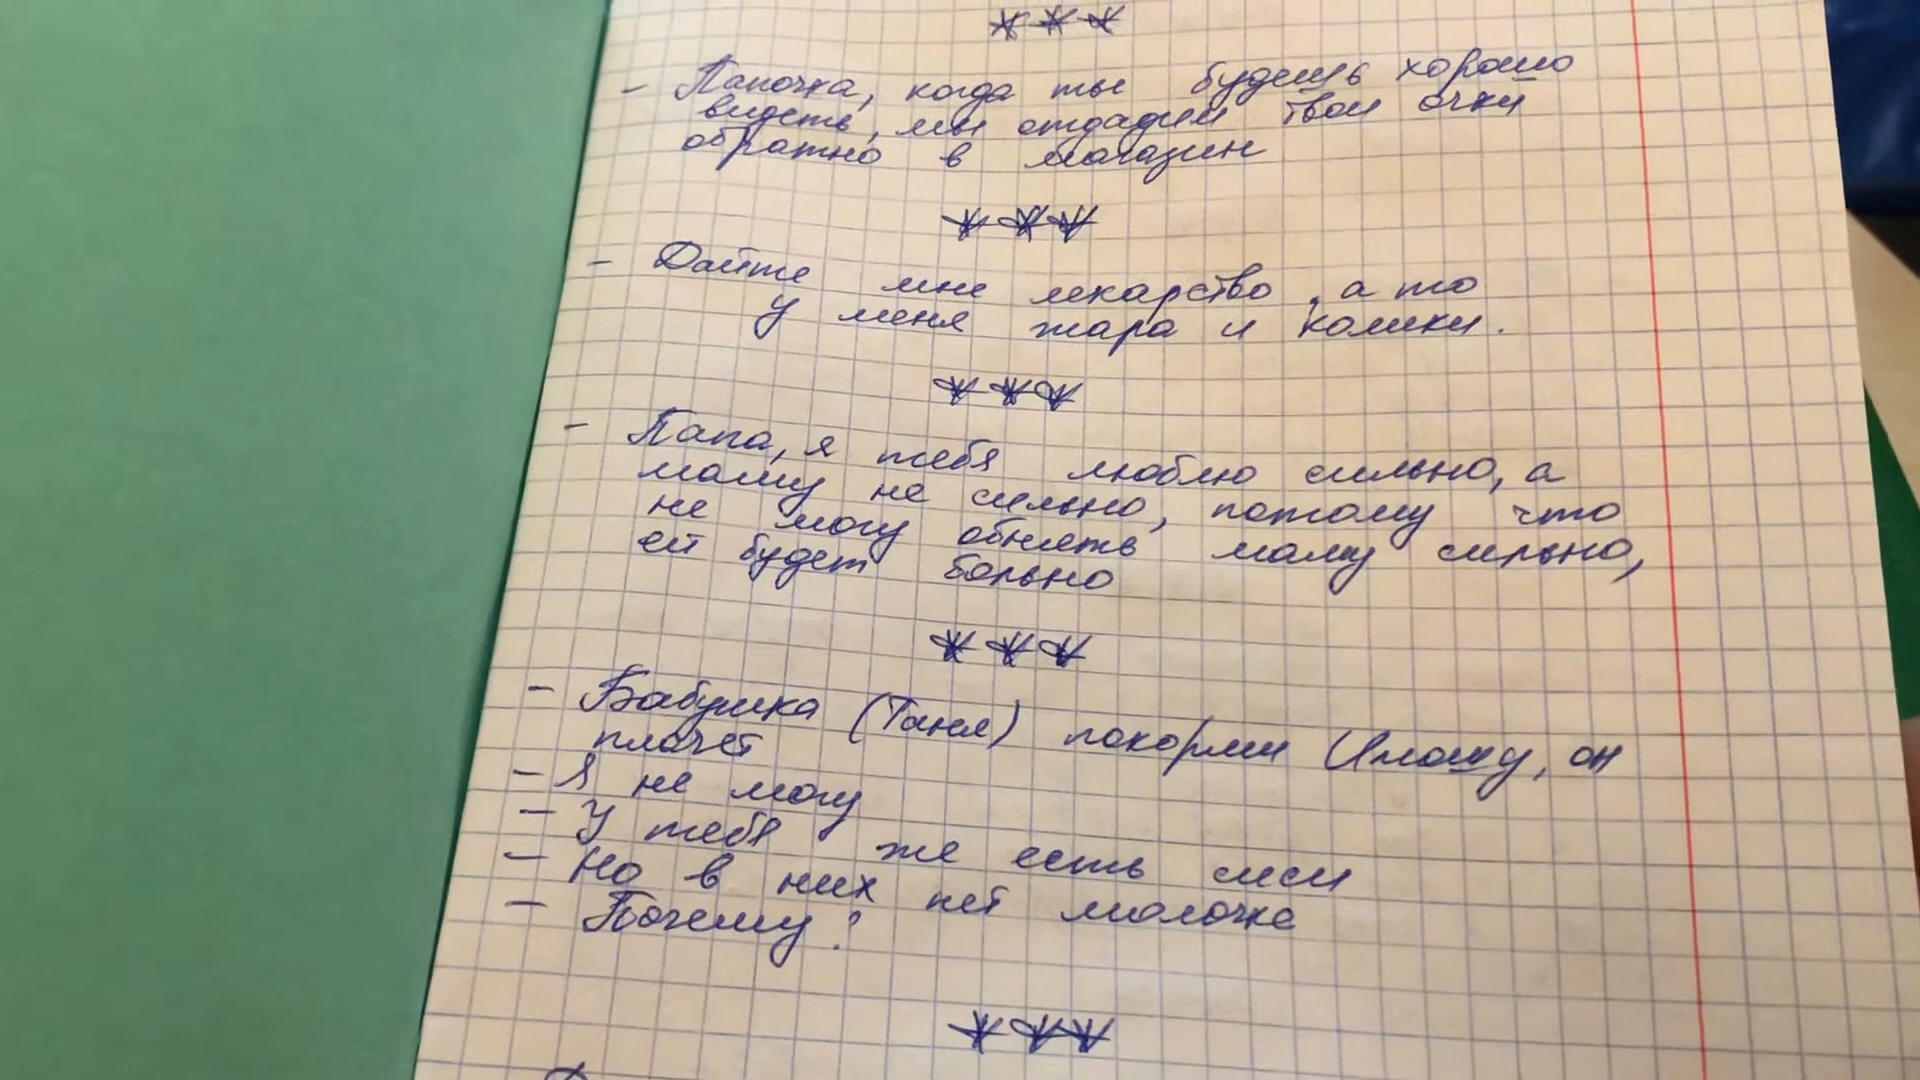 ***
- Папочка, когда ты будешь хорошо
видеть, мы отдадим твои очки
обратно в магазин
***
- Дайте мне лекарство, а то
у меня жара и колики.
***
- Папа, я тебя люблю сильно, а
маму не сильно, потому что
не могу обнять маму сильно,
ей будет больно
***
- Бабушка (Таня) покорми Илюшу, он
плачет
- Я не могу
- У тебя же есть сиси
- Но в них нет молочка
- Почему?
***